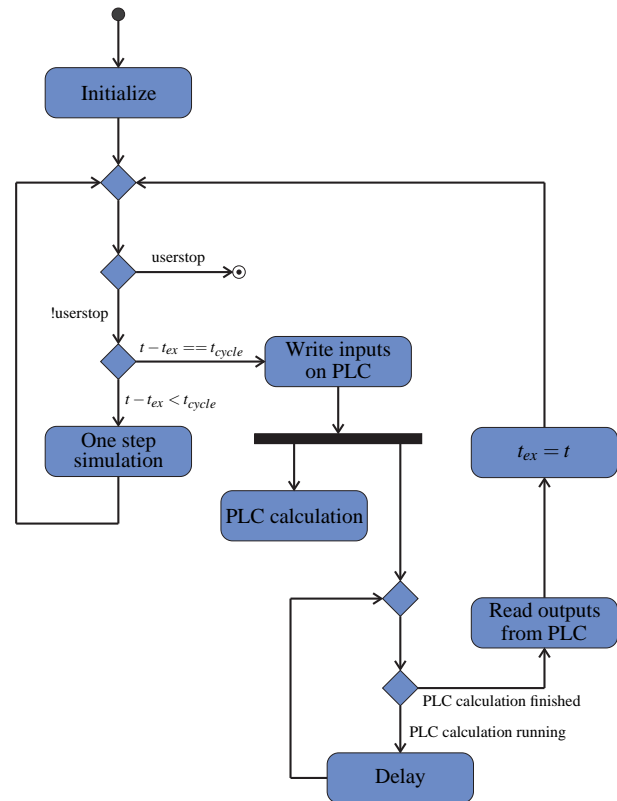 Initialize
userstop
!userstop
t − t_ex == t_cycle
Write inputs
on PLC
t − t_ex < t_cycle
One step
simulation
t_ex = t
PLC calculation
Read outputs
from PLC
PLC calculation finished
PLC calculation running
Delay